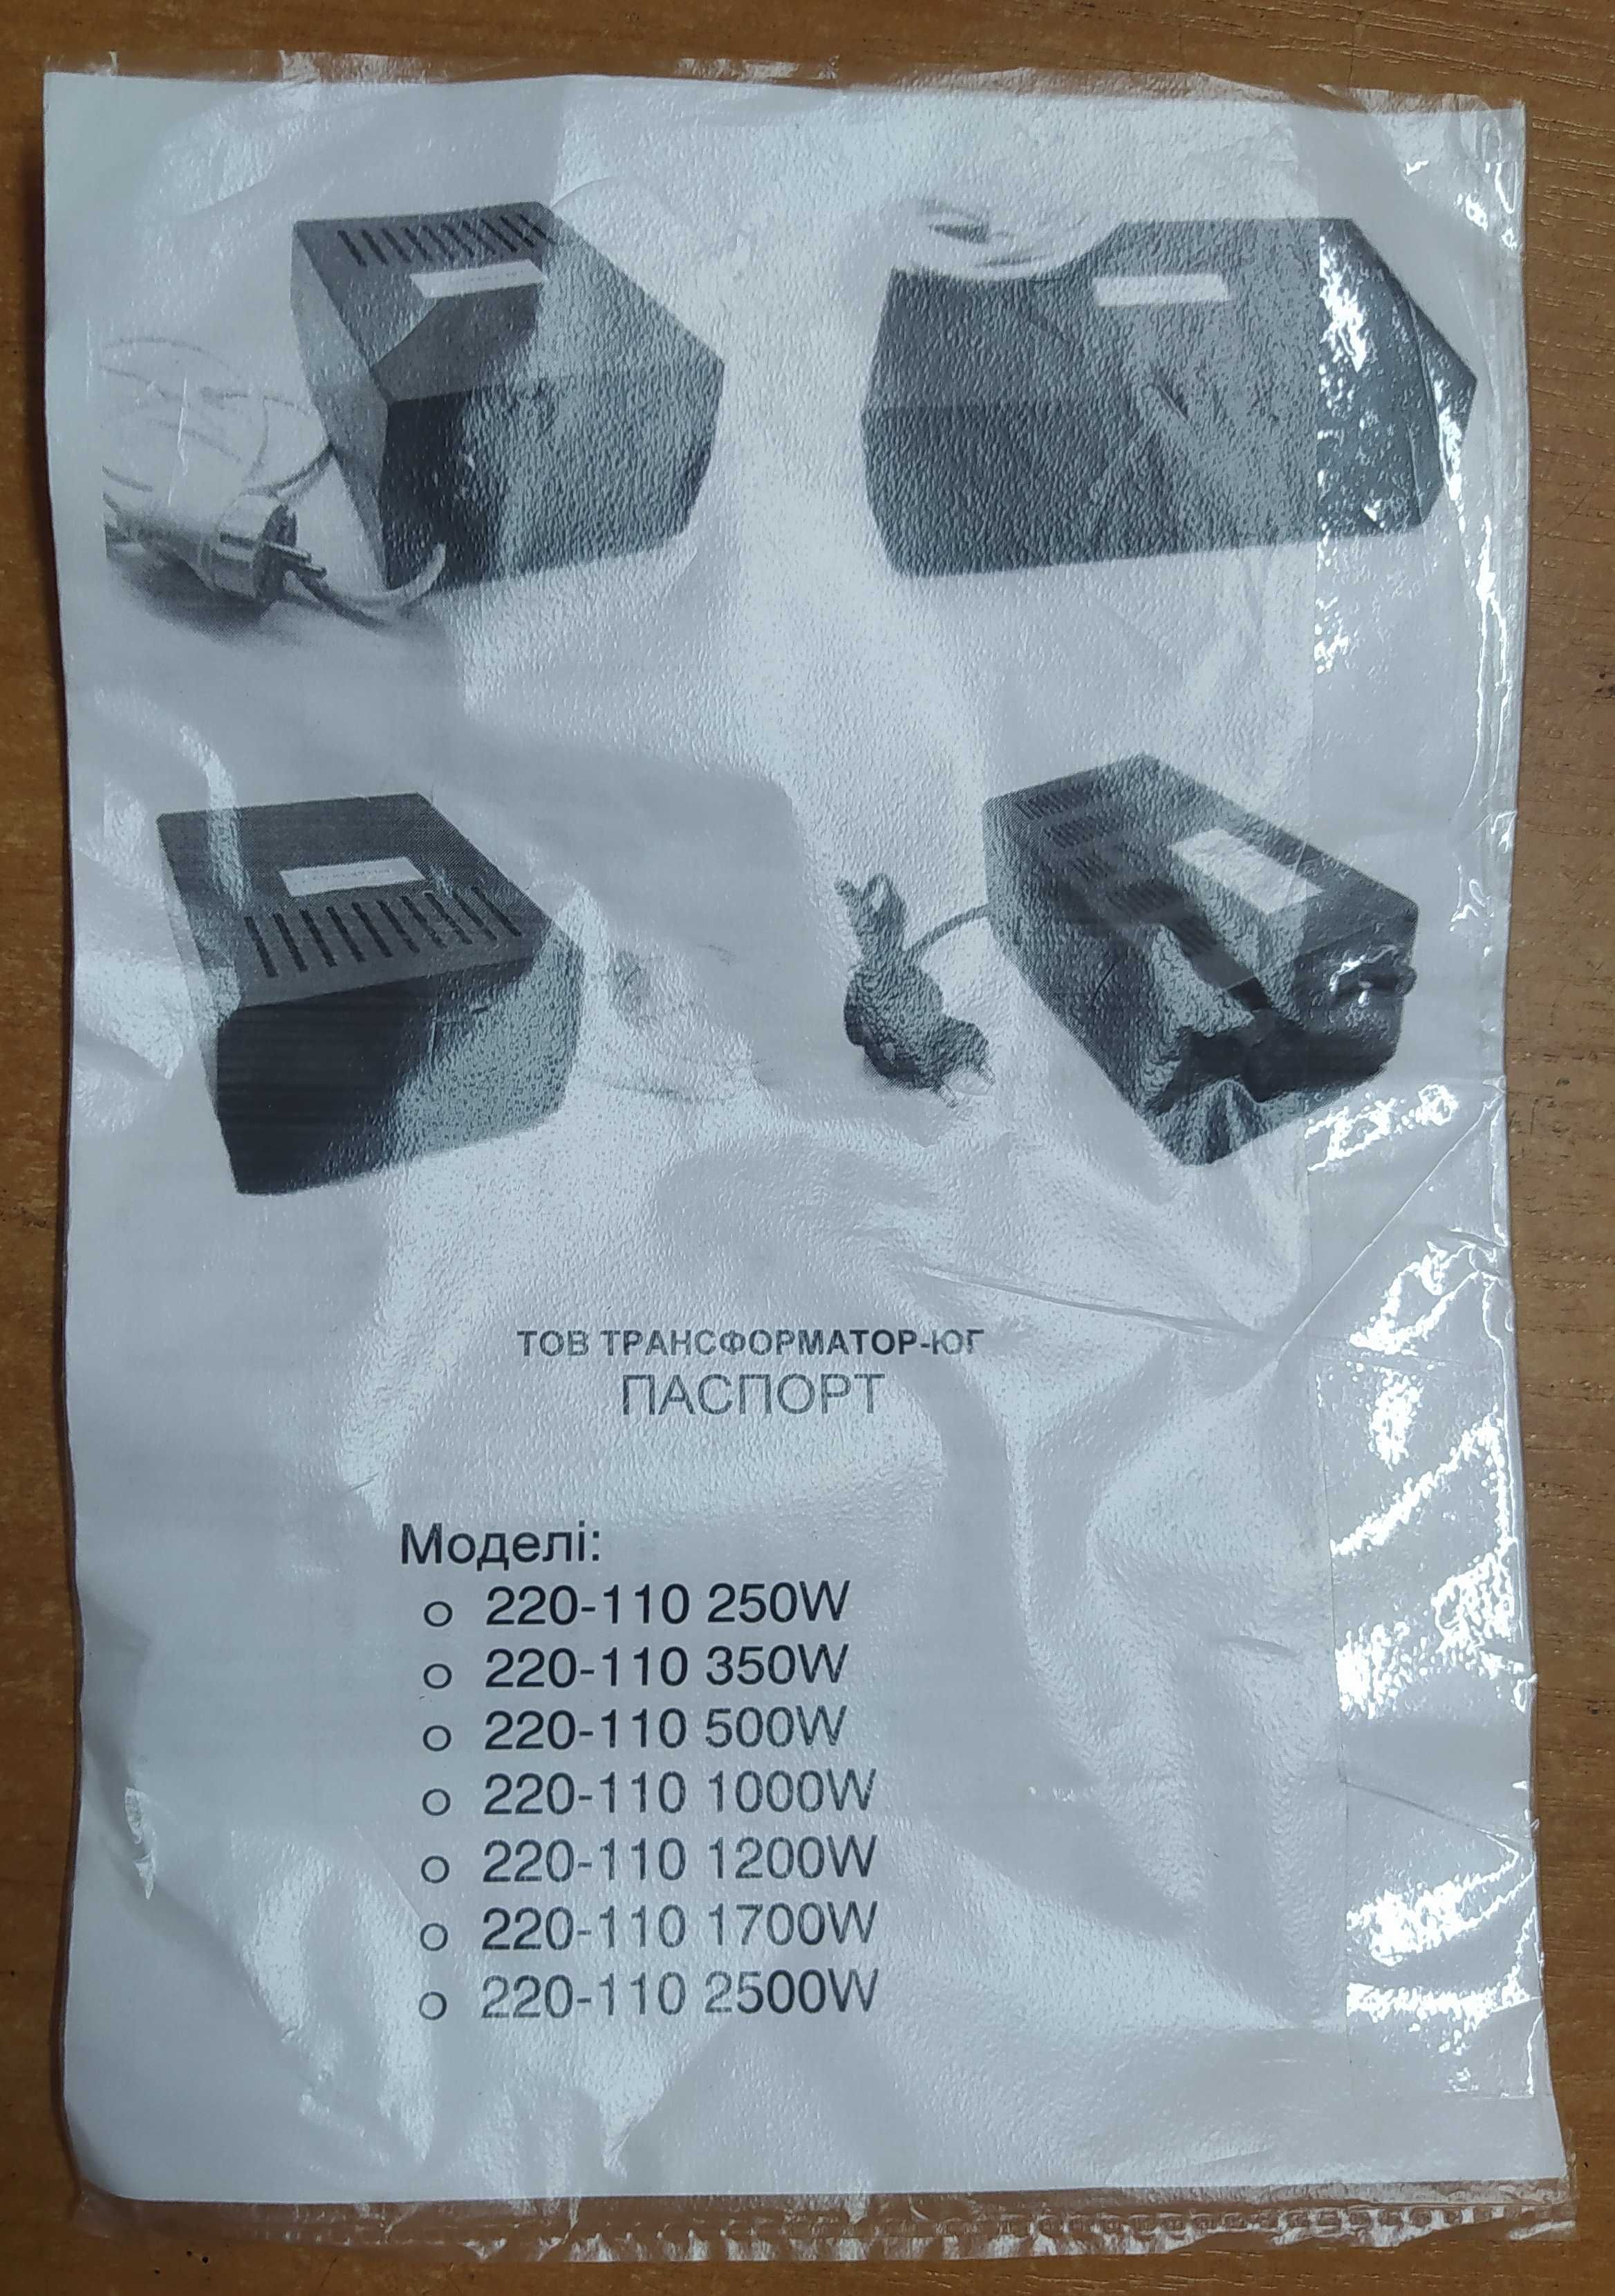 ТОВ ТРАНСФОРМАТОР-ЮГ
ПАСПОРТ
Моделі:
o 220-110 250W
o 220-110 350W
o 220-110 500W
o 220-110 1000W
o 220-110 1200W
o 220-110 1700W
o 220-110 2500W